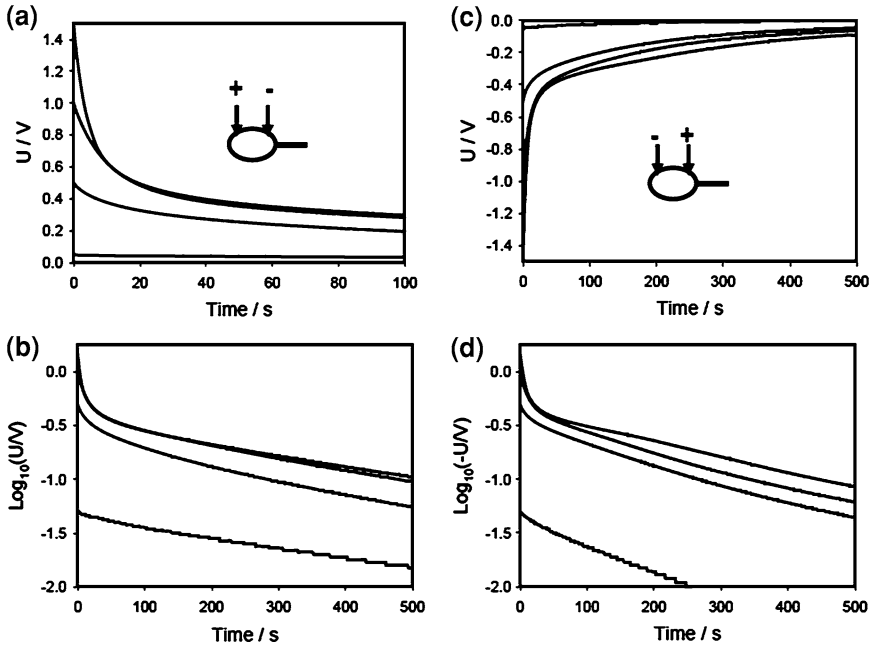 (a)
U / V
1.4
1.2
1.0
0.8
0.6
0.4
0.2
0.0
+ -
0 20 40 60 80 100
Time / s
(c)
U / V
0.0
-0.2
-0.4
-0.6
-0.8
-1.0
-1.2
-1.4
- +
0 100 200 300 400 500
Time / s
(b)
Log10(U/V)
0.0
-0.5
-1.0
-1.5
-2.0
0 100 200 300 400 500
Time / s
(d)
Log10(-U/V)
0.0
-0.5
-1.0
-1.5
-2.0
0 100 200 300 400 500
Time / s